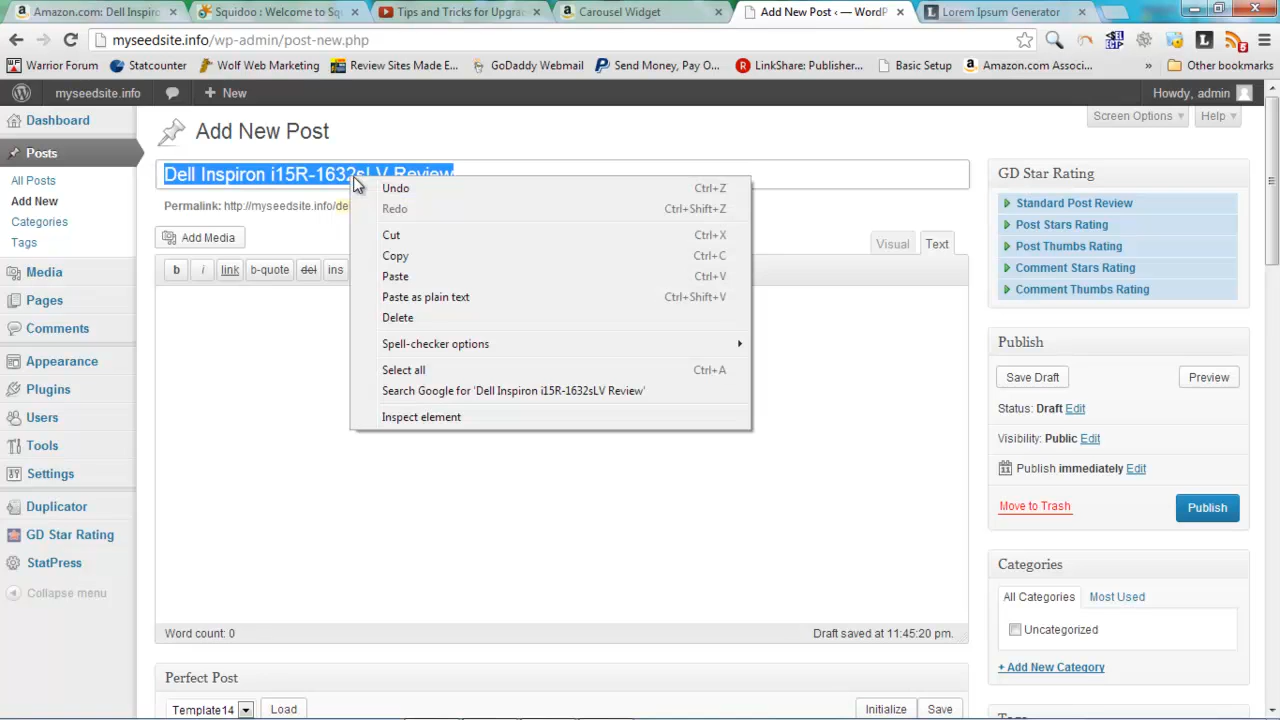 Amazon.com: Dell Inspiro
Squidoo : Welcome to Squ
Tips and Tricks for Upgra
Carousel Widget
Add New Post ‹ — WordP
Lorem Ipsum Generator
myseedsite.info/wp-admin/post-new.php
Warrior Forum
Statcounter
Wolf Web Marketing
Review Sites Made E...
GoDaddy Webmail
Send Money, Pay O...
LinkShare: Publisher...
Basic Setup
Amazon.com Assoc...
»
Other bookmarks
myseedsite.info
+ New
Howdy, admin
Dashboard
Posts
All Posts
Add New
Categories
Tags
Media
Pages
Comments
Appearance
Plugins
Users
Tools
Settings
Duplicator
GD Star Rating
StatPress
Collapse menu
Add New Post
Screen Options
Help
Dell Inspiron i15R-1632sLV Review
Permalink: http://myseedsite.info/de
Add Media
Visual
Text
b
i
link
b-quote
del
ins
Undo Ctrl+Z
Redo Ctrl+Shift+Z
Cut Ctrl+X
Copy Ctrl+C
Paste Ctrl+V
Paste as plain text Ctrl+Shift+V
Delete
Spell-checker options
Select all Ctrl+A
Search Google for 'Dell Inspiron i15R-1632sLV Review'
Inspect element
Word count: 0
Draft saved at 11:45:20 pm.
Perfect Post
Template14
Load
Initialize
Save
GD Star Rating
Standard Post Review
Post Stars Rating
Post Thumbs Rating
Comment Stars Rating
Comment Thumbs Rating
Publish
Save Draft
Preview
Status: Draft Edit
Visibility: Public Edit
Publish immediately Edit
Move to Trash
Publish
Categories
All Categories
Most Used
Uncategorized
+ Add New Category